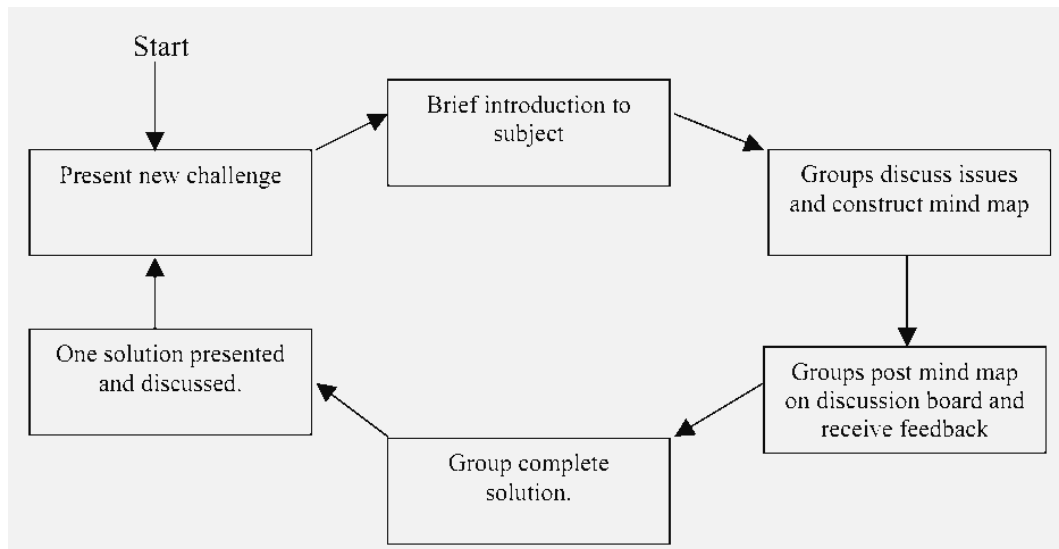 Start
Present new challenge
Brief introduction to
subject
Groups discuss issues
and construct mind map
Groups post mind map
on discussion board and
receive feedback
Group complete
solution.
One solution presented
and discussed.